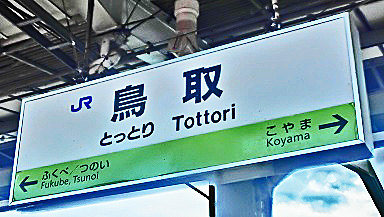 JR 鳥取
とっとり Tottori
← ふくべ／つのい
Fukube, Tsunoi
こやま →
Koyama